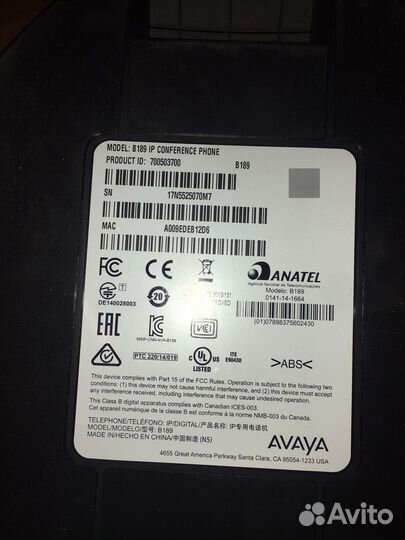 MODEL: B189 IP CONFERENCE PHONE
PRODUCT ID: 700503700 B189
SN 17N5525070M7
MAC A009EDEB12D6
FC CE
ANATEL
Agência Nacional de Telecomunicações
Modelo: B189
0141-14-1664
(01)07898375602430
20
DE140028003
EAC
MSIP-CNN-AVA-B189
VCI
PTC 220/14/019
c UL US
LISTED
ITE
E90430
>ABS<
This device complies with Part 15 of the FCC Rules. Operation is subject to the following
two conditions: (1) this device may not cause harmful interference, and (2) this device must accept
any interference received, including interference that may cause undesired operation.
This Class B digital apparatus complies with Canadian ICES-003.
Cet appareil numérique de la classe B est conforme à la norme NMB-003 du Canada.
TELEPHONE/TELÉFONO: IP/DIGITAL/产品名称: IP专用电话机
MODEL/MODELO/型号: B189
MADE IN/HECHO EN CHINA/中国制造 (N5)
AVAYA
4655 Great America Parkway Santa Clara, CA 95054-1233 USA
Avito